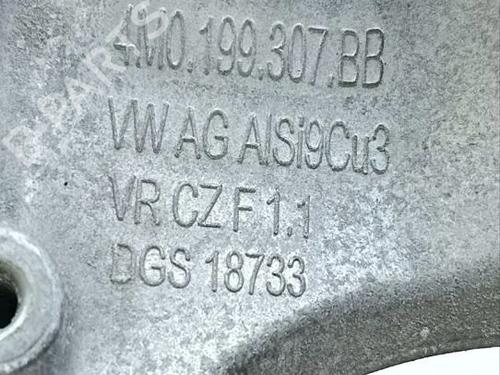 4M0.199.307.BB
VW AG AlSi9Cu3
VR CZ F 1.1
DGS 18733